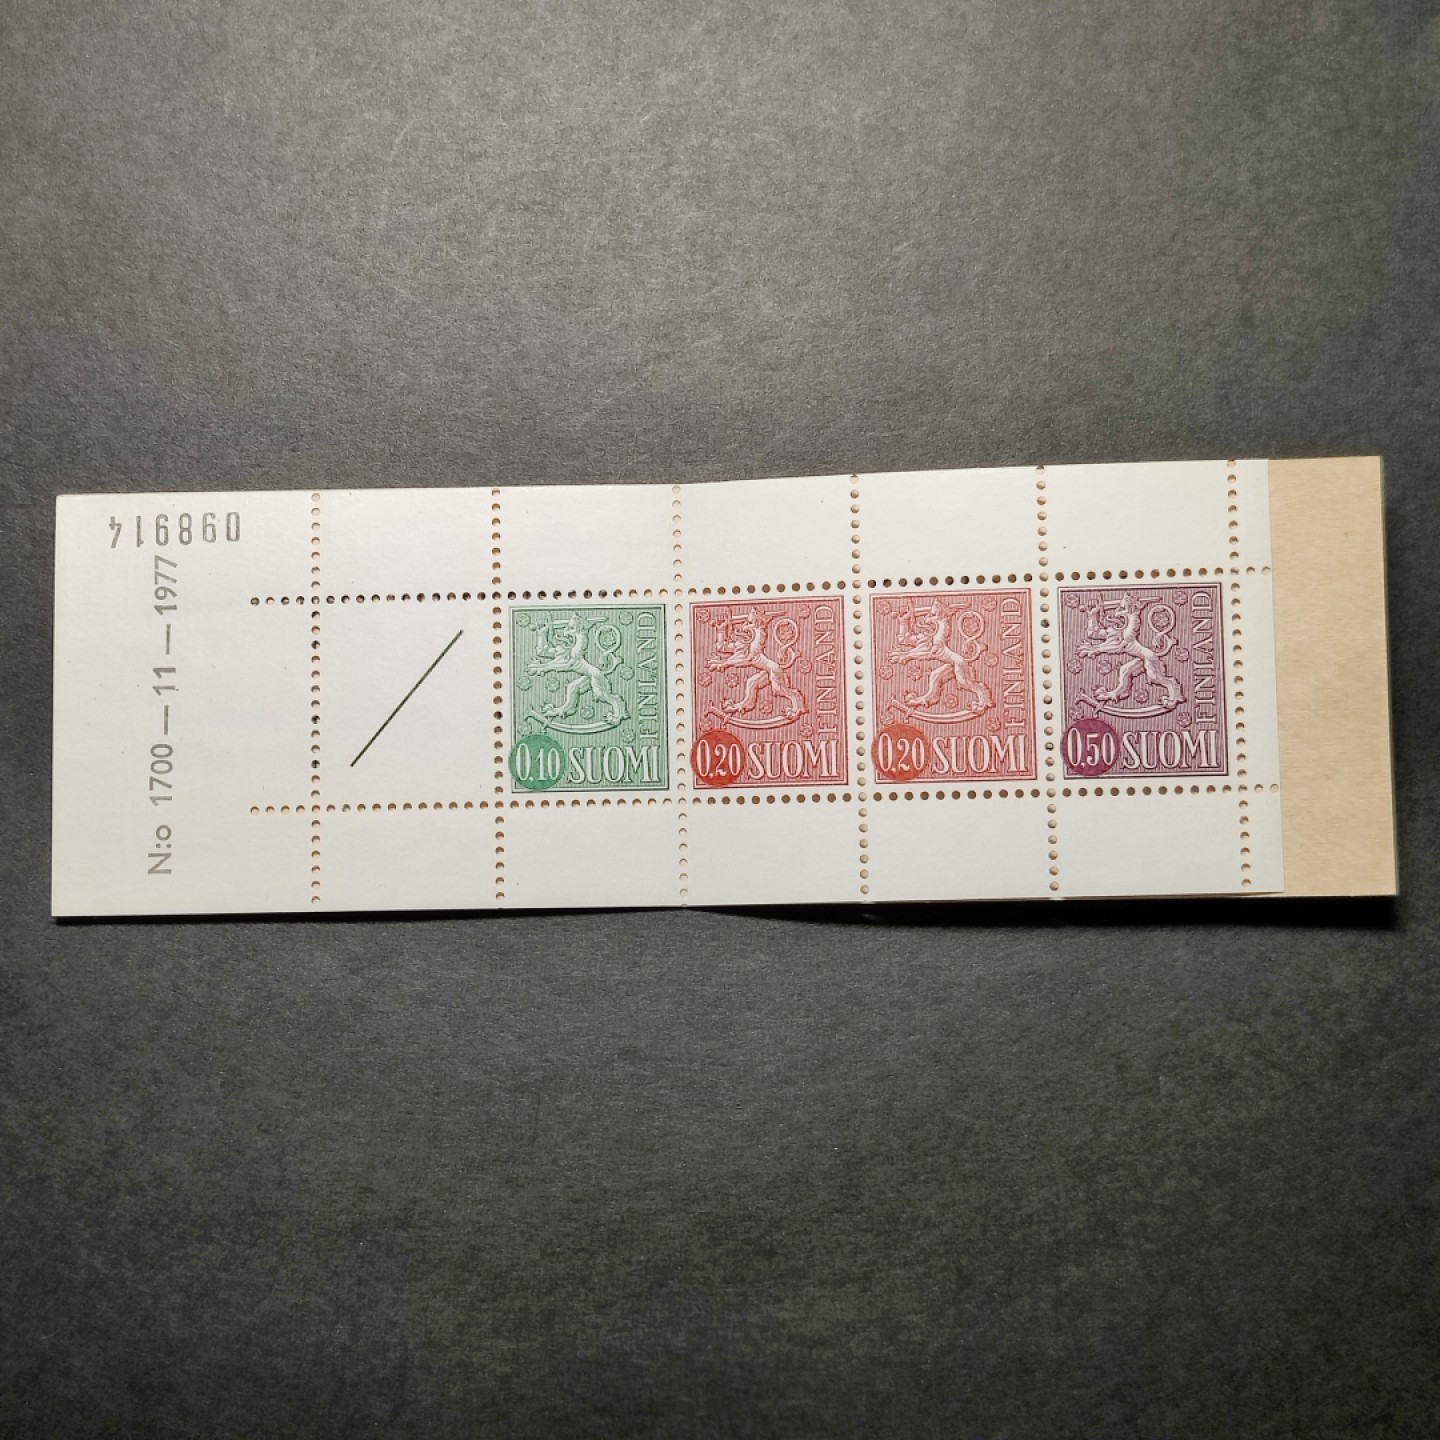 098914
N:o 1700—11—1977
0,10 SUOMI
FINLAND
0,20 SUOMI
FINLAND
0,20 SUOMI
FINLAND
0,50 SUOMI
FINLAND